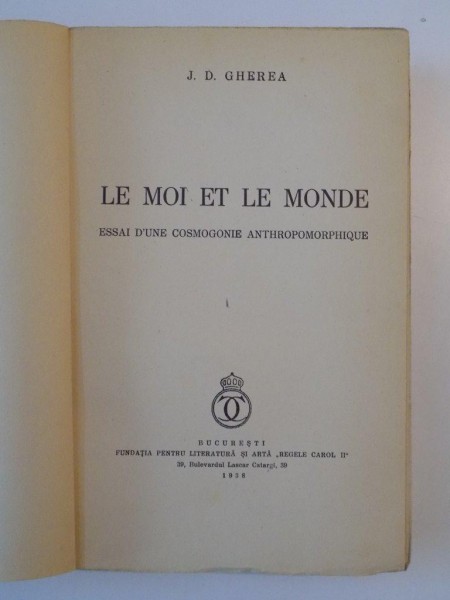 J. D. GHEREA
LE MOI ET LE MONDE
ESSAI D'UNE COSMOGONIE ANTHROPOMORPHIQUE
BUCUREȘTI
FUNDAȚIA PENTRU LITERATURĂ ȘI ARTĂ „REGELE CAROL II"
39, Bulevardul Lascar Catargi, 39
1938